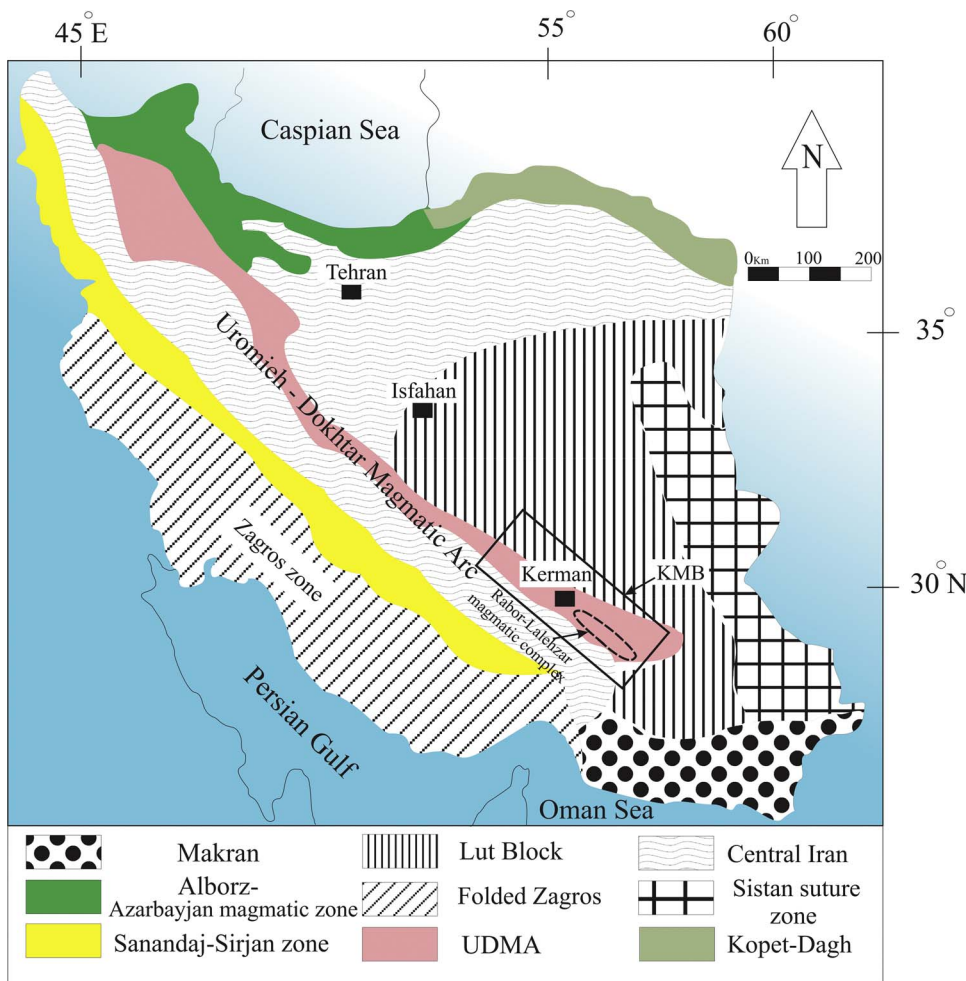 45°E
55°
60°
Caspian Sea
N
0Km 100 200
Tehran
35°
Uromieh - Dokhtar Magmatic Arc
Isfahan
Zagros zone
Kerman
KMB
30°N
Rabor-Lalehzar
magmatic complex
Persian Gulf
Oman Sea
Makran
Lut Block
Central Iran
Alborz-
Azarbayjan magmatic zone
Folded Zagros
Sistan suture
zone
Sanandaj-Sirjan zone
UDMA
Kopet-Dagh